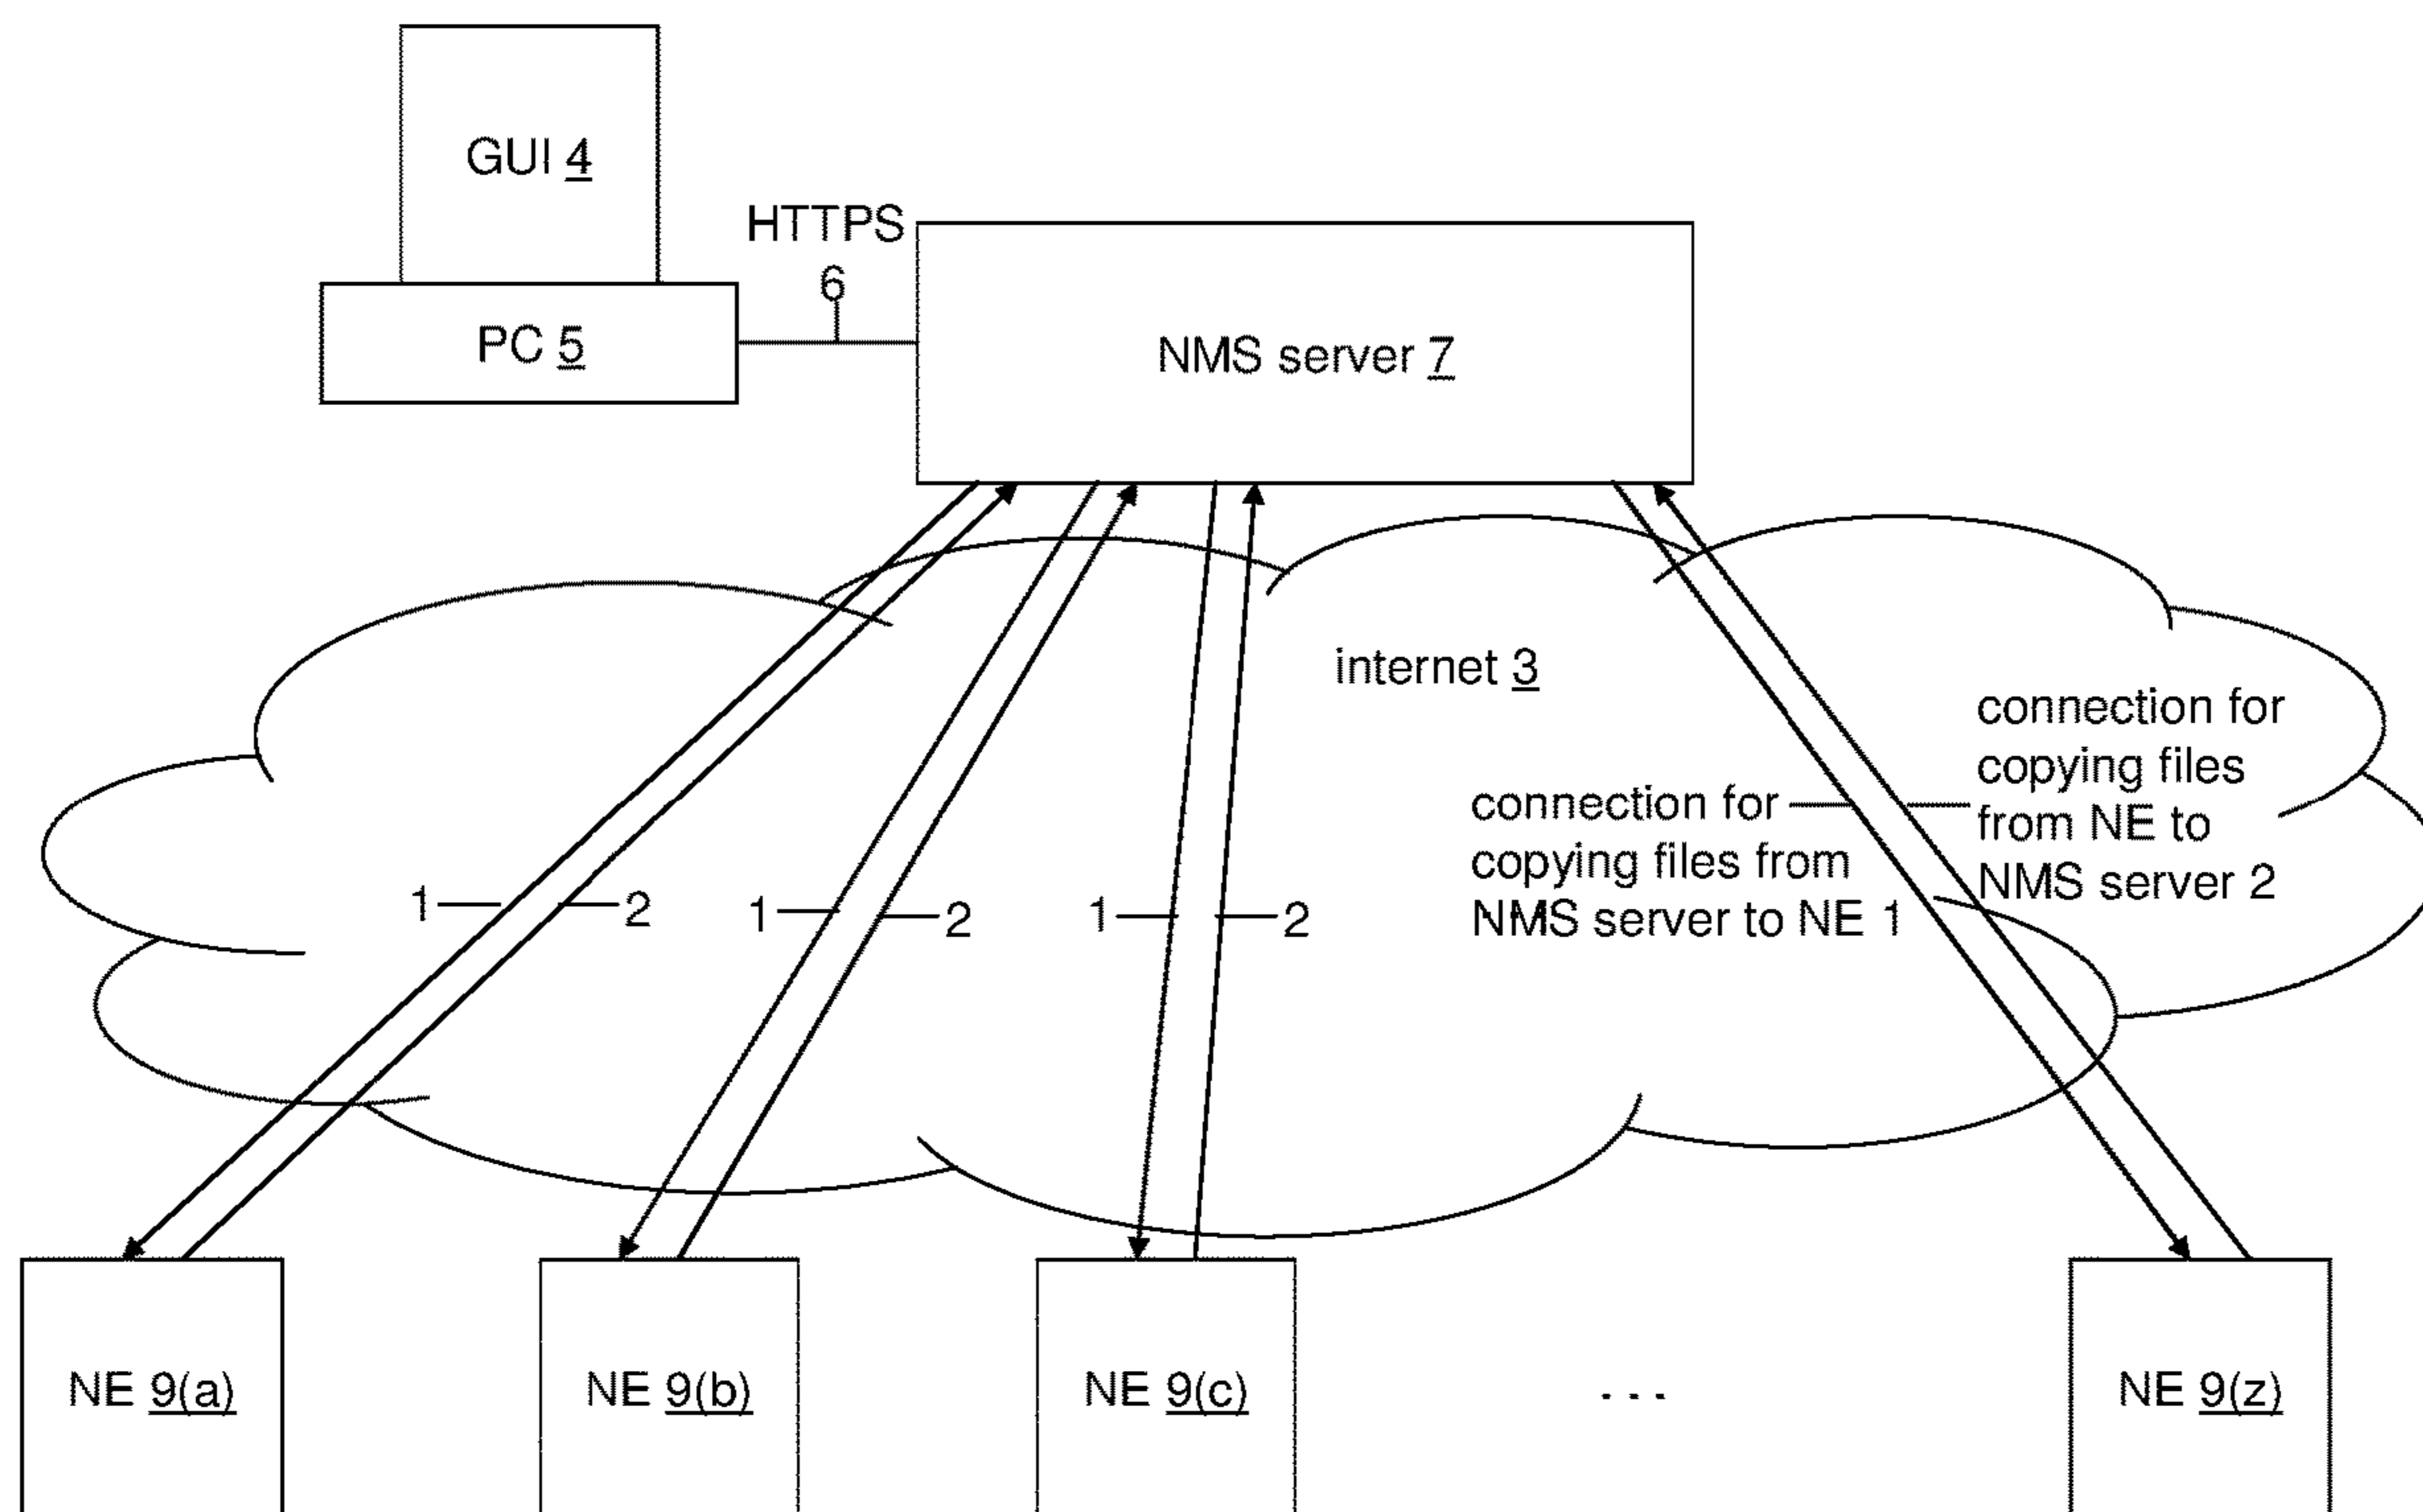 GUI 4
HTTPS
6
PC 5
NMS server 7
internet 3
connection for
copying files
from NE to
NMS server 2
connection for
copying files from
NMS server to NE 1
1
2
1
2
1
2
NE 9(a)
NE 9(b)
NE 9(c)
...
NE 9(z)